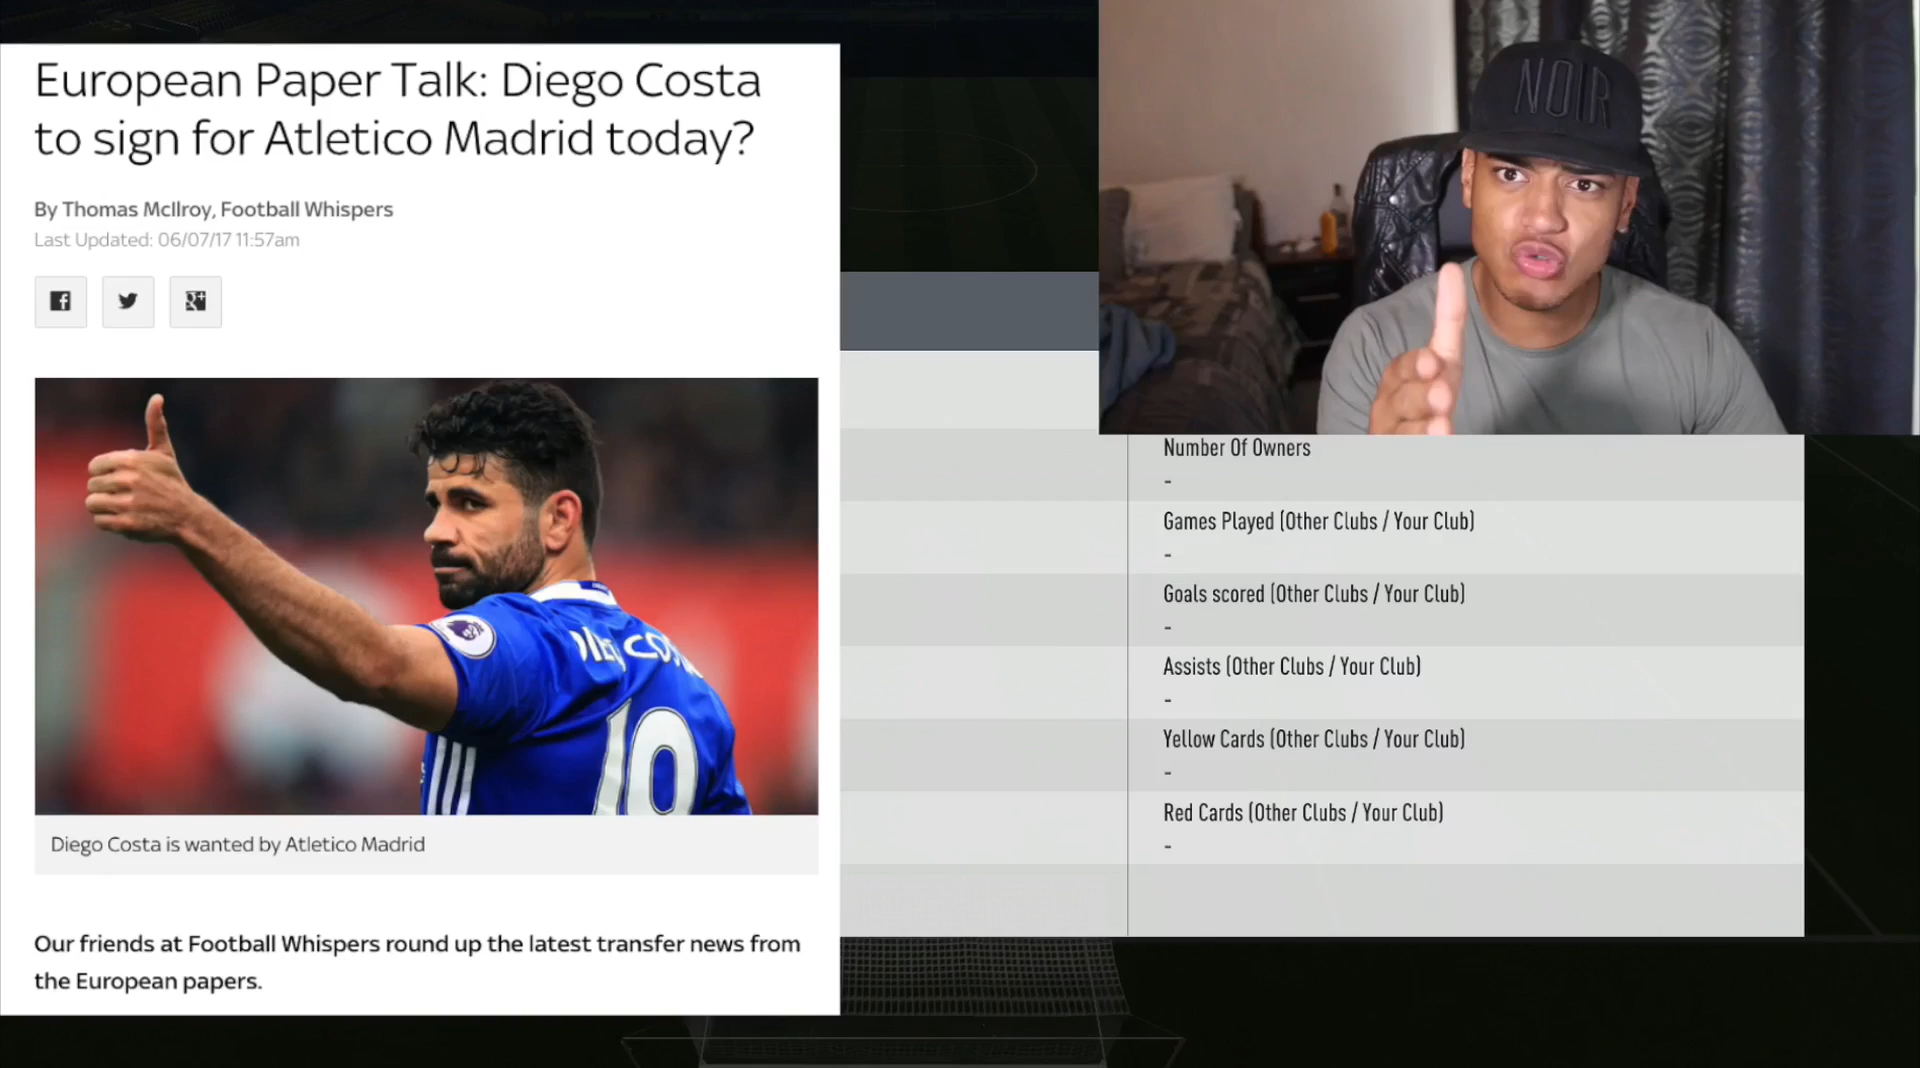 European Paper Talk: Diego Costa
to sign for Atletico Madrid today?
By Thomas McIlroy, Football Whispers
Last Updated: 06/07/17 11:57am
DIEGO COS
19
Diego Costa is wanted by Atletico Madrid
Our friends at Football Whispers round up the latest transfer news from
the European papers.
NOIR
Number Of Owners
-
Games Played (Other Clubs / Your Club)
-
Goals scored (Other Clubs / Your Club)
-
Assists (Other Clubs / Your Club)
-
Yellow Cards (Other Clubs / Your Club)
-
Red Cards (Other Clubs / Your Club)
-